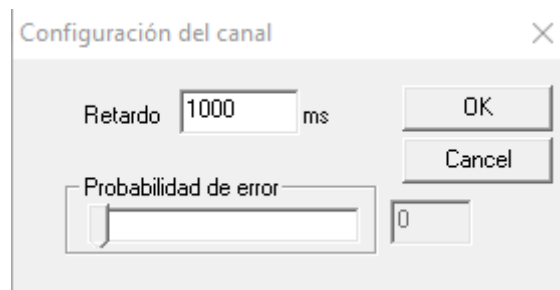 Configuración del canal
Retardo 1000 ms
OK
Cancel
Probabilidad de error
0